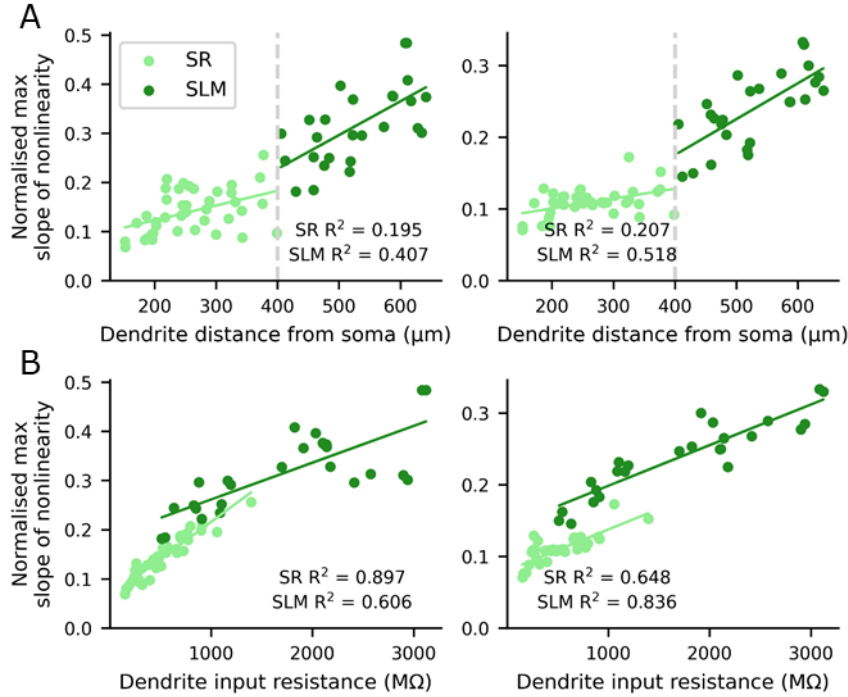 A
0.5
0.4
0.3
0.2
0.1
0.0
Normalised max
slope of nonlinearity
SR
SLM
SR R² = 0.195
SLM R² = 0.407
200 300 400 500 600
Dendrite distance from soma (μm)
0.3
0.2
0.1
0.0
SR R² = 0.207
SLM R² = 0.518
200 300 400 500 600
Dendrite distance from soma (μm)
B
0.5
0.4
0.3
0.2
0.1
0.0
Normalised max
slope of nonlinearity
SR R² = 0.897
SLM R² = 0.606
1000 2000 3000
Dendrite input resistance (MΩ)
0.3
0.2
0.1
0.0
SR R² = 0.648
SLM R² = 0.836
1000 2000 3000
Dendrite input resistance (MΩ)